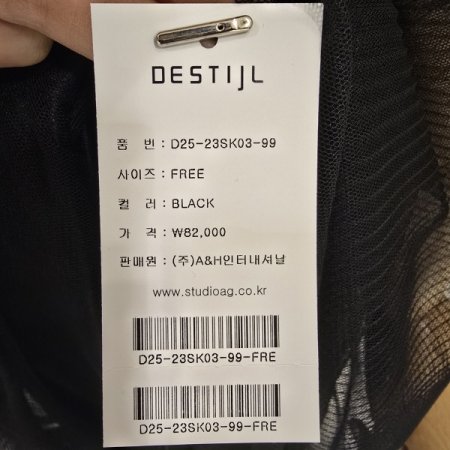 DESTIJL
품 번 : D25-23SK03-99
사이즈 : FREE
컬 러 : BLACK
가 격 : ₩82,000
판매원 : (주)A&H인터내셔날
www.studioag.co.kr
D25-23SK03-99-FRE
D25-23SK03-99-FRE